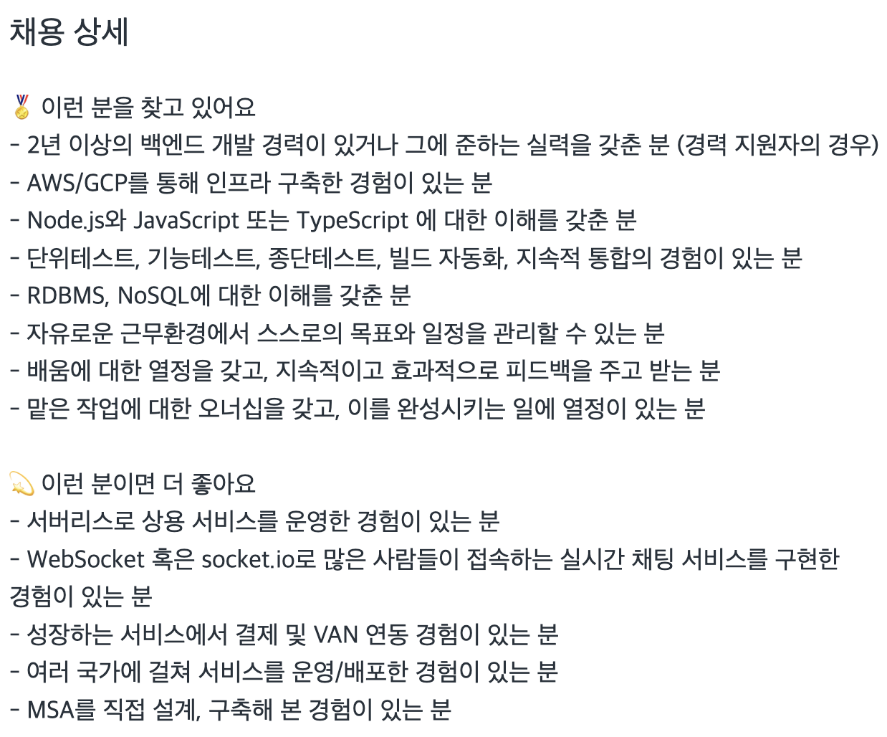 채용 상세
🏅 이런 분을 찾고 있어요
- 2년 이상의 백엔드 개발 경력이 있거나 그에 준하는 실력을 갖춘 분 (경력 지원자의 경우)
- AWS/GCP를 통해 인프라 구축한 경험이 있는 분
- Node.js와 JavaScript 또는 TypeScript 에 대한 이해를 갖춘 분
- 단위테스트, 기능테스트, 종단테스트, 빌드 자동화, 지속적 통합의 경험이 있는 분
- RDBMS, NoSQL에 대한 이해를 갖춘 분
- 자유로운 근무환경에서 스스로의 목표와 일정을 관리할 수 있는 분
- 배움에 대한 열정을 갖고, 지속적이고 효과적으로 피드백을 주고 받는 분
- 맡은 작업에 대한 오너십을 갖고, 이를 완성시키는 일에 열정이 있는 분
💫 이런 분이면 더 좋아요
- 서버리스로 상용 서비스를 운영한 경험이 있는 분
- WebSocket 혹은 socket.io로 많은 사람들이 접속하는 실시간 채팅 서비스를 구현한
경험이 있는 분
- 성장하는 서비스에서 결제 및 VAN 연동 경험이 있는 분
- 여러 국가에 걸쳐 서비스를 운영/배포한 경험이 있는 분
- MSA를 직접 설계, 구축해 본 경험이 있는 분